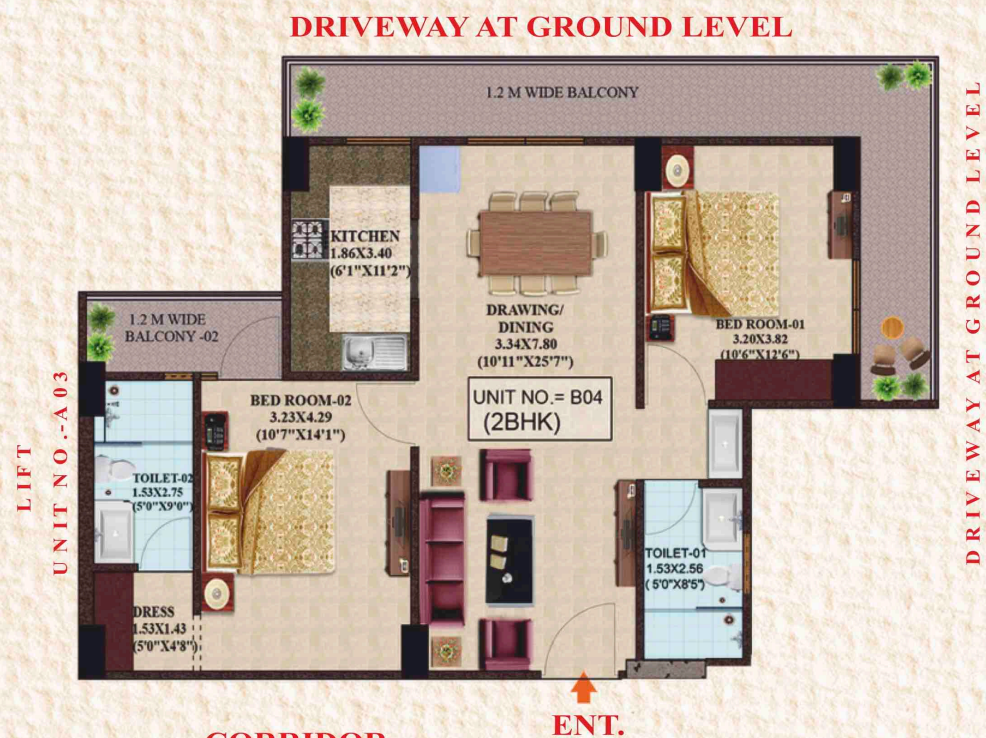 DRIVEWAY AT GROUND LEVEL
1.2 M WIDE BALCONY
KITCHEN
1.86X3.40
(6'1"X11'2")
DRAWING/
DINING
3.34X7.80
(10'11"X25'7")
BED ROOM-01
3.20X3.82
(10'6"X12'6")
1.2 M WIDE
BALCONY -02
BED ROOM-02
3.23X4.29
(10'7"X14'1")
UNIT NO.= B04
(2BHK)
TOILET-02
1.53X2.75
(5'0"X9'0")
TOILET-01
1.53X2.56
( 5'0"X8'5")
DRESS
1.53X1.43
(5'0"X4'8")
LIFT
UNIT NO.-A03
DRIVEWAY AT GROUND LEVEL
ENT.
CORRIDOR